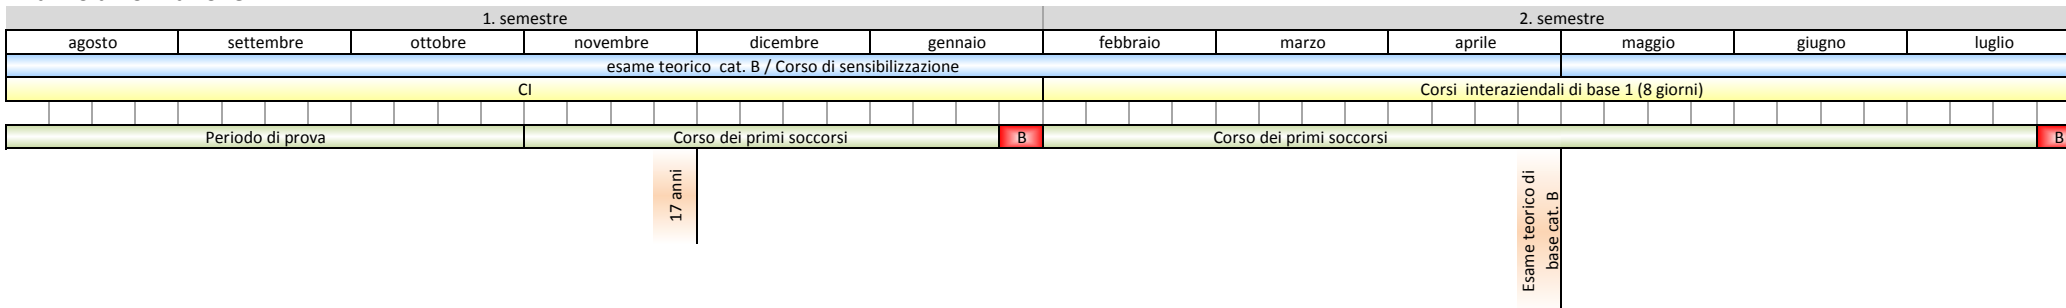 1. semestre 2. semestre
agosto settembre ottobre novembre dicembre gennaio febbraio marzo aprile maggio giugno luglio
esame teorico cat. B / Corso di sensibilizzazione
CI Corsi interaziendali di base 1 (8 giorni)
Periodo di prova Corso dei primi soccorsi B Corso dei primi soccorsi B
17 anni
Esame teorico di
base cat. B